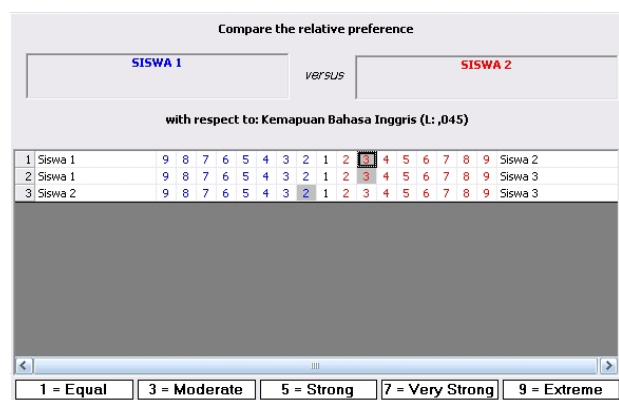 Compare the relative preference
SISWA 1 versus SISWA 2
with respect to: Kemapuan Bahasa Inggris (L: ,045)
1 Siswa 1 9 8 7 6 5 4 3 2 1 2 3 4 5 6 7 8 9 Siswa 2
2 Siswa 1 9 8 7 6 5 4 3 2 1 2 3 4 5 6 7 8 9 Siswa 3
3 Siswa 2 9 8 7 6 5 4 3 2 1 2 3 4 5 6 7 8 9 Siswa 3
1 = Equal 3 = Moderate 5 = Strong 7 = Very Strong 9 = Extreme